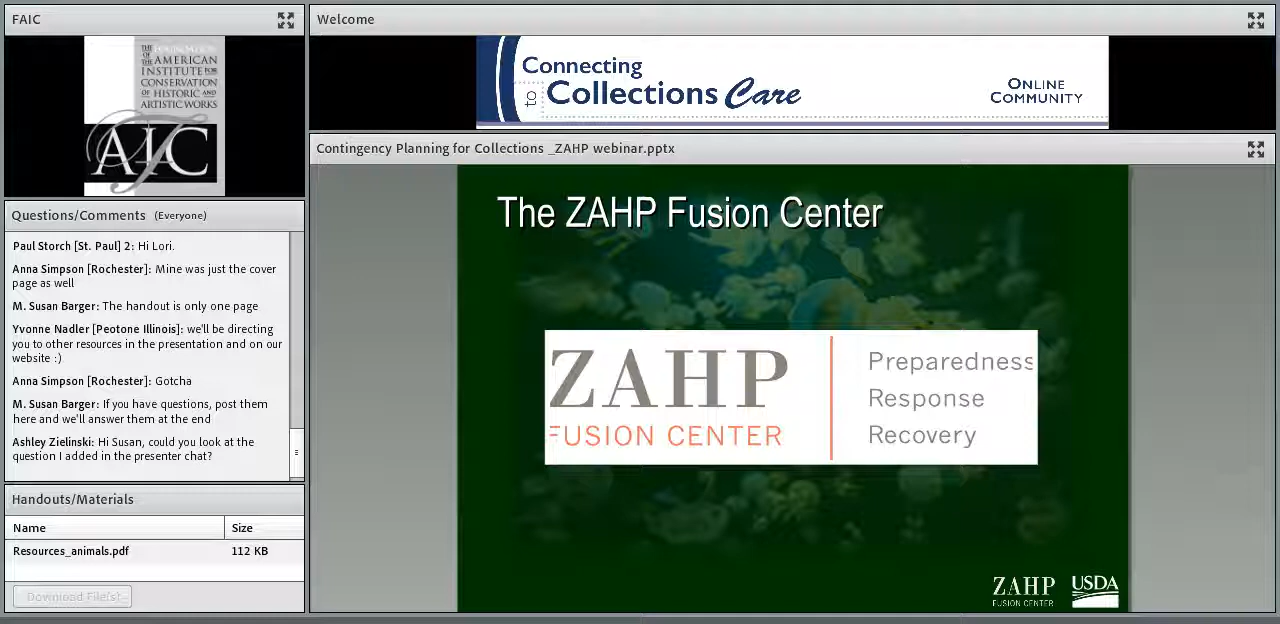 FAIC
THE
FOUNDATION
OF THE
AMERICAN
INSTITUTE FOR
CONSERVATION
OF HISTORIC AND
ARTISTIC WORKS
AIC
Questions/Comments (Everyone)
Paul Storch [St. Paul] 2: Hi Lori.
Anna Simpson [Rochester]: Mine was just the cover
page as well
M. Susan Barger: The handout is only one page
Yvonne Nadler [Peotone Illinois]: we'll be directing
you to other resources in the presentation and on our
website :)
Anna Simpson [Rochester]: Gotcha
M. Susan Barger: If you have questions, post them
here and we'll answer them at the end
Ashley Zielinski: Hi Susan, could you look at the
question i added in the presenter chat?
Handouts/Materials
Name Size
Resources_animals.pdf 112 KB
Download File(s)
Welcome
Connecting
to Collections Care
ONLINE
COMMUNITY
Contingency Planning for Collections _ZAHP webinar.pptx
The ZAHP Fusion Center
ZAHP
FUSION CENTER
Preparedness
Response
Recovery
ZAHP
FUSION CENTER
USDA